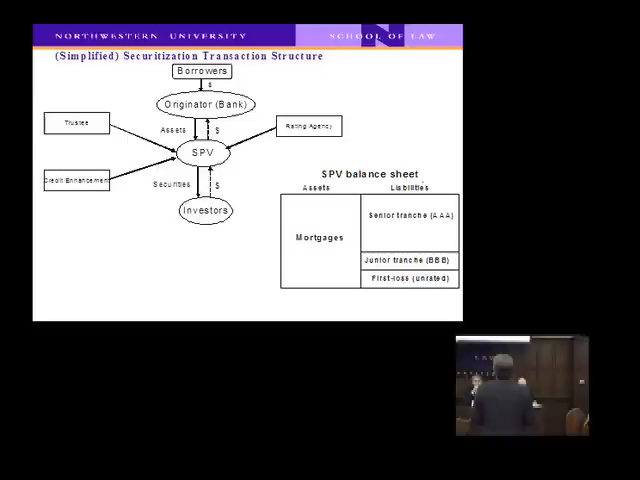 NORTHWESTERN UNIVERSITY
SCHOOL OF LAW
(Simplified) Securitization Transaction Structure
Borrowers
$
Originator (Bank)
Trustee
Assets
$
Rating Agency
SPV
Credit Enhancement
Securities
$
Investors
SPV balance sheet
Assets
Liabilities
Mortgages
Senior tranche (AAA)
Junior tranche (BBB)
First-loss (unrated)
LAW